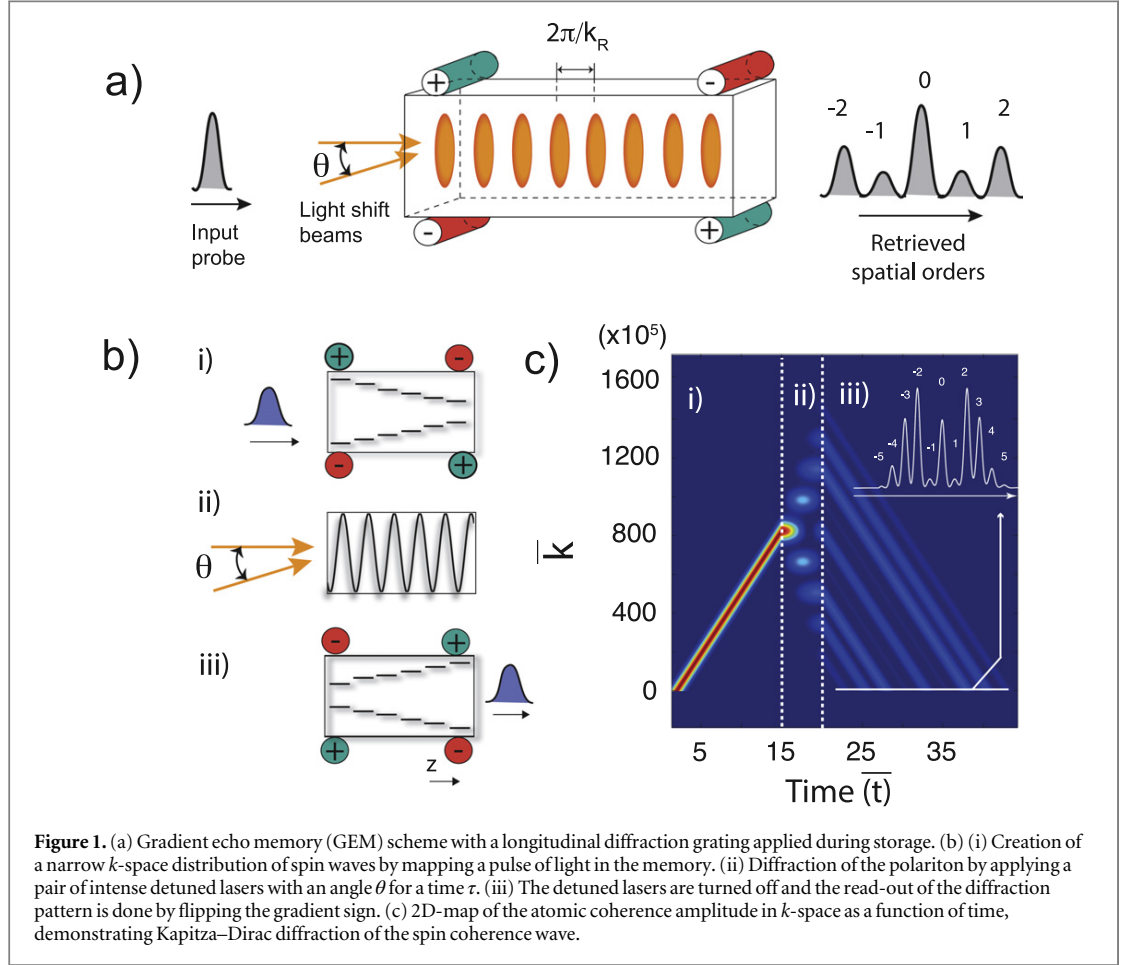 a)
2π/k_R
+
-
-2
-1
0
1
2
θ
Input
probe
Light shift
beams
-
+
Retrieved
spatial orders
b)
i)
+
-
-
+
ii)
θ
iii)
-
+
+
-
z
c)
(x10⁵)
1600
1200
800
400
0
k̅
i)
ii)
iii)
-5
-4
-3
-2
-1
0
1
2
3
4
5
5
15
25
35
Time (t̅)
Figure 1. (a) Gradient echo memory (GEM) scheme with a longitudinal diffraction grating applied during storage. (b) (i) Creation of
a narrow k-space distribution of spin waves by mapping a pulse of light in the memory. (ii) Diffraction of the polariton by applying a
pair of intense detuned lasers with an angle θ for a time τ. (iii) The detuned lasers are turned off and the read-out of the diffraction
pattern is done by flipping the gradient sign. (c) 2D-map of the atomic coherence amplitude in k-space as a function of time,
demonstrating Kapitza–Dirac diffraction of the spin coherence wave.